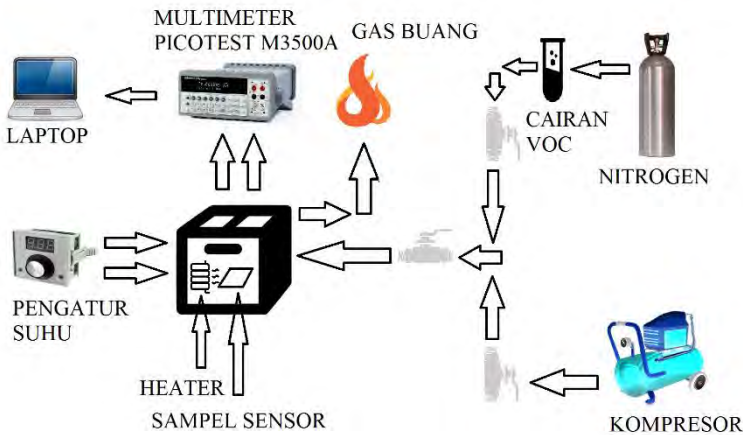 MULTIMETER
PICOTEST M3500A
GAS BUANG
LAPTOP
CAIRAN
VOC
NITROGEN
PENGATUR
SUHU
HEATER
SAMPEL SENSOR
KOMPRESOR